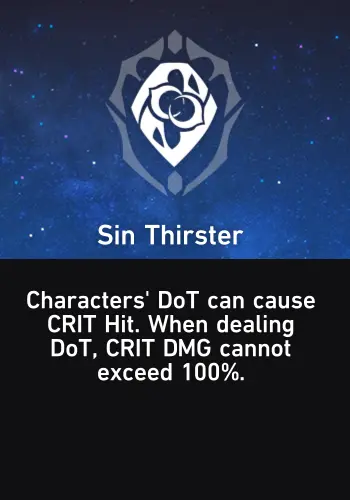 Sin Thirster
Characters' DoT can cause
CRIT Hit. When dealing
DoT, CRIT DMG cannot
exceed 100%.